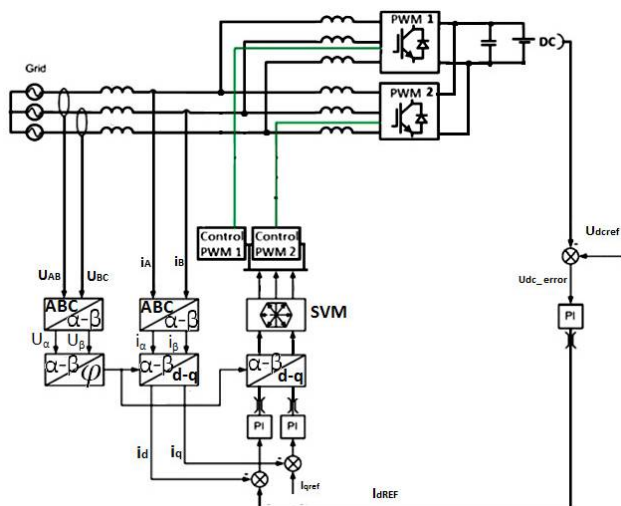 PWM 1
DC
Grid
PWM 2
Control
PWM 1
Control
PWM 2
Udcref
-
Udc_error
UAB
UBC
iA
iB
SVM
PI
ABC
α-β
ABC
α-β
Uα
Uβ
iα
iβ
α-β
φ
α-β
d-q
α-β
d-q
PI
PI
id
iq
-
-
Iqref
IdREF